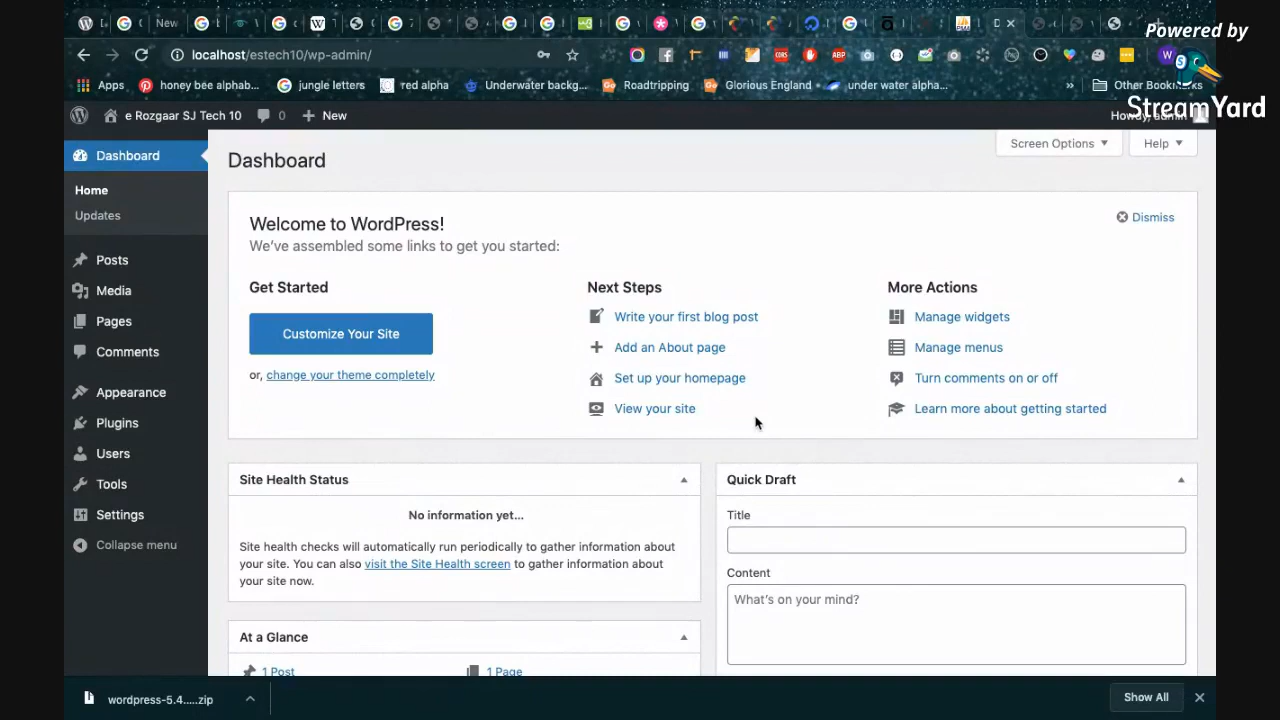 Powered by
StreamYard
New
localhost/estech10/wp-admin/
Apps
honey bee alphab...
jungle letters
red alpha
Underwater backg...
Roadtripping
Glorious England
under water alpha...
»
Other Bookmarks
e Rozgaar SJ Tech 10
0
+ New
Howdy, admin
Dashboard
Home
Updates
Posts
Media
Pages
Comments
Appearance
Plugins
Users
Tools
Settings
Collapse menu
Dashboard
Screen Options
Help
Welcome to WordPress!
Dismiss
We've assembled some links to get you started:
Get Started
Customize Your Site
or, change your theme completely
Next Steps
Write your first blog post
Add an About page
Set up your homepage
View your site
More Actions
Manage widgets
Manage menus
Turn comments on or off
Learn more about getting started
Site Health Status
No information yet...
Site health checks will automatically run periodically to gather information about
your site. You can also visit the Site Health screen to gather information about
your site now.
At a Glance
1 Post
1 Page
Quick Draft
Title
Content
What's on your mind?
wordpress-5.4.....zip
Show All